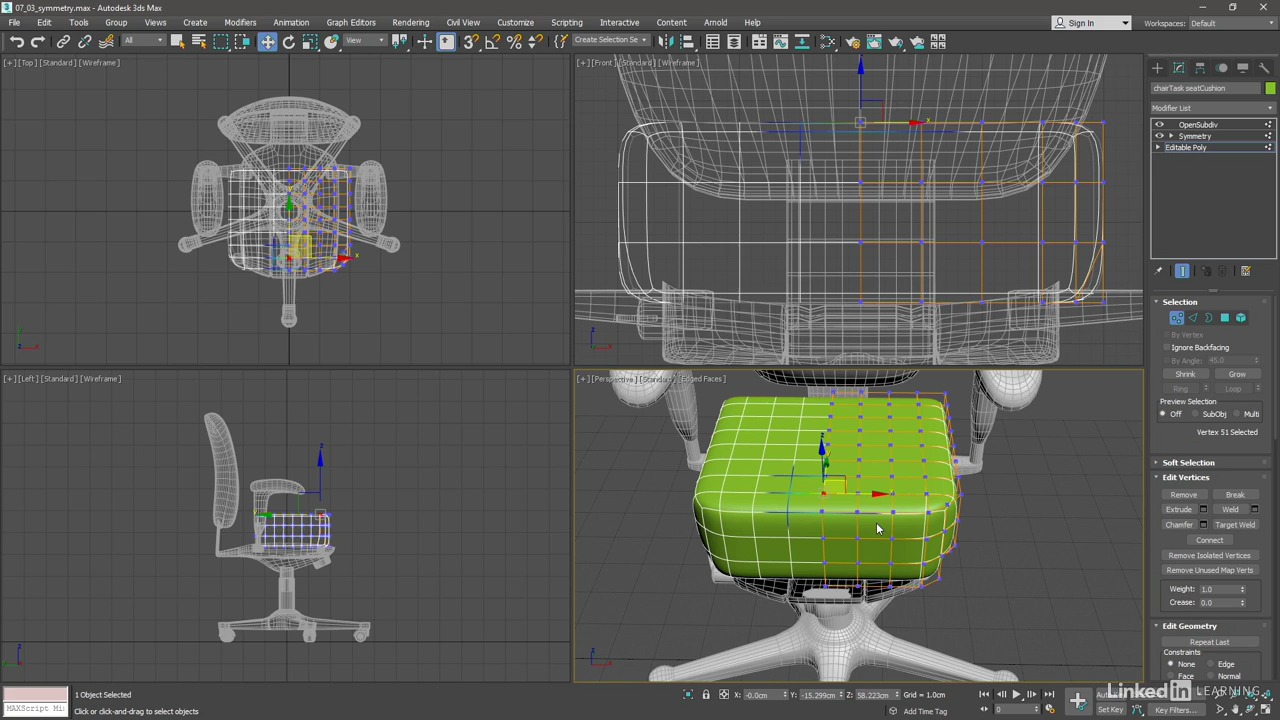 07_03_symmetry.max - Autodesk 3ds Max
File Edit Tools Group Views Create Modifiers Animation Graph Editors Rendering Civil View Customize Scripting Interactive Content Arnold Help
Sign In
Workspaces: Default
All
View
Create Selection Se
[+] [Top] [Standard] [Wireframe]
[+] [Front] [Standard] [Wireframe]
[+] [Left] [Standard] [Wireframe]
[+] [Perspective] [Standard] [Edged Faces]
chairTask seatCushion
Modifier List
OpenSubdiv
Symmetry
Editable Poly
Selection
By Vertex
Ignore Backfacing
By Angle: 45.0
Shrink Grow
Ring Loop
Preview Selection
Off SubObj Multi
Vertex 51 Selected
Soft Selection
Edit Vertices
Remove Break
Extrude Weld
Chamfer Target Weld
Connect
Remove Isolated Vertices
Remove Unused Map Verts
Weight: 1.0
Crease: 0.0
Edit Geometry
Repeat Last
Constraints
None Edge
Face Normal
MAXScript Mi
1 Object Selected
Click or click-and-drag to select objects
X: -0.0cm Y: -15.299cm Z: 58.223cm Grid = 1.0cm
Add Time Tag
0
Set Key
Key Filters...
LinkedIn LEARNING